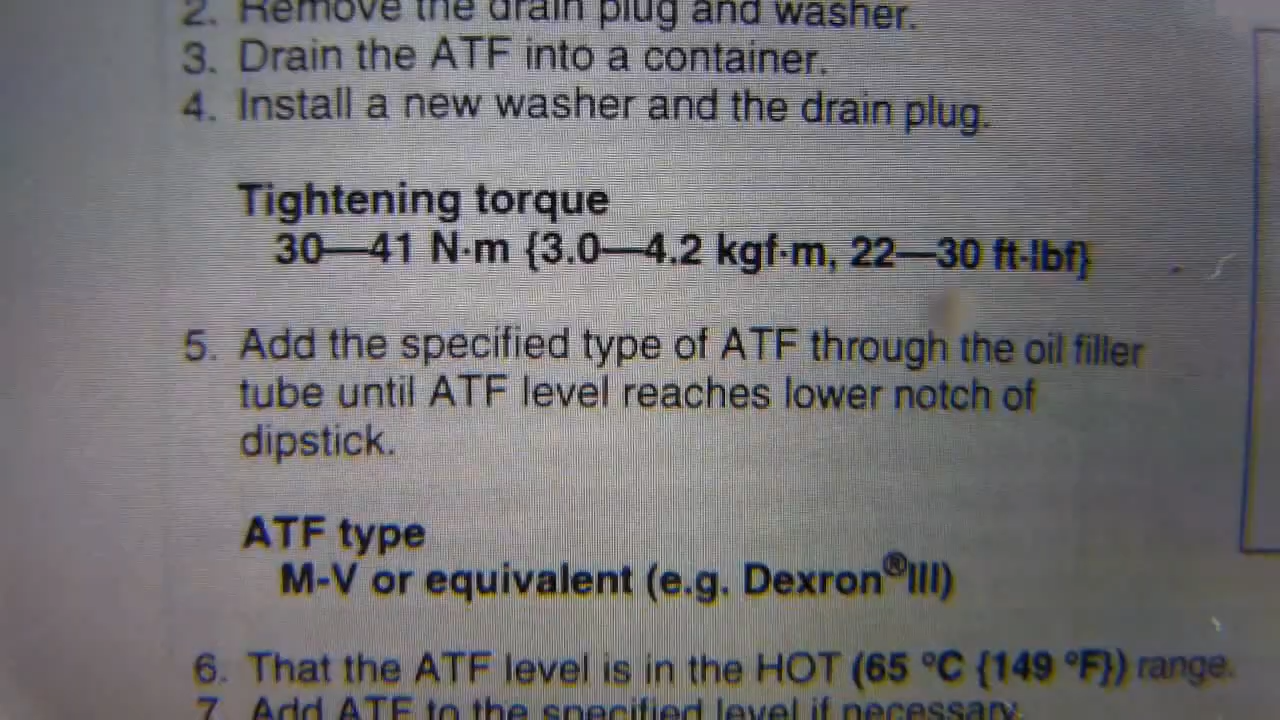 2. Remove the drain plug and washer.
3. Drain the ATF into a container.
4. Install a new washer and the drain plug.
Tightening torque
30—41 N·m {3.0—4.2 kgf·m, 22—30 ft·lbf}
5. Add the specified type of ATF through the oil filler
tube until ATF level reaches lower notch of
dipstick.
ATF type
M-V or equivalent (e.g. Dexron®III)
6. That the ATF level is in the HOT (65 °C {149 °F}) range.
7. Add ATF to the specified level if necessary.